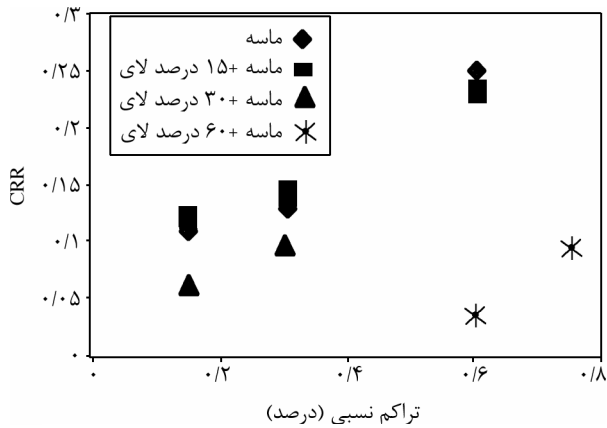 ۰/۳
۰/۲۵
۰/۲
۰/۱۵
۰/۱
۰/۰۵
۰
CRR
ماسه
ماسه +۱۵ درصد لای
ماسه +۳۰ درصد لای
ماسه +۶۰ درصد لای
۰ ۰/۲ ۰/۴ ۰/۶ ۰/۸
تراکم نسبی (درصد)